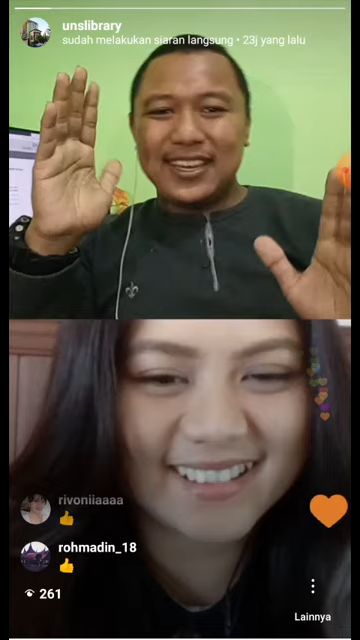 unslibrary
sudah melakukan siaran langsung • 23j yang lalu
rivoniiaaaa
👍
rohmadin_18
👍
261
Lainnya